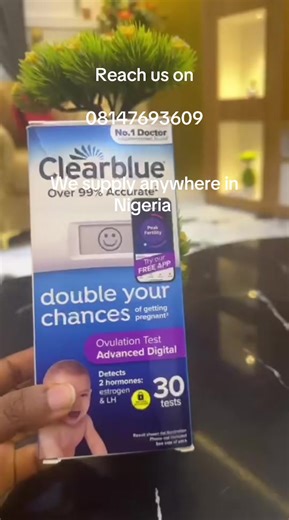 Reach us on
08147693609
No.1 Doctor
Clearblue
Over 99% Accurate
We supply anywhere in
Nigeria
Peak
Fertility
Try our
FREE APP
double your
chances
of getting
pregnant
Ovulation Test
Advanced Digital
Detects
2 hormones:
estrogen
& LH
30
tests